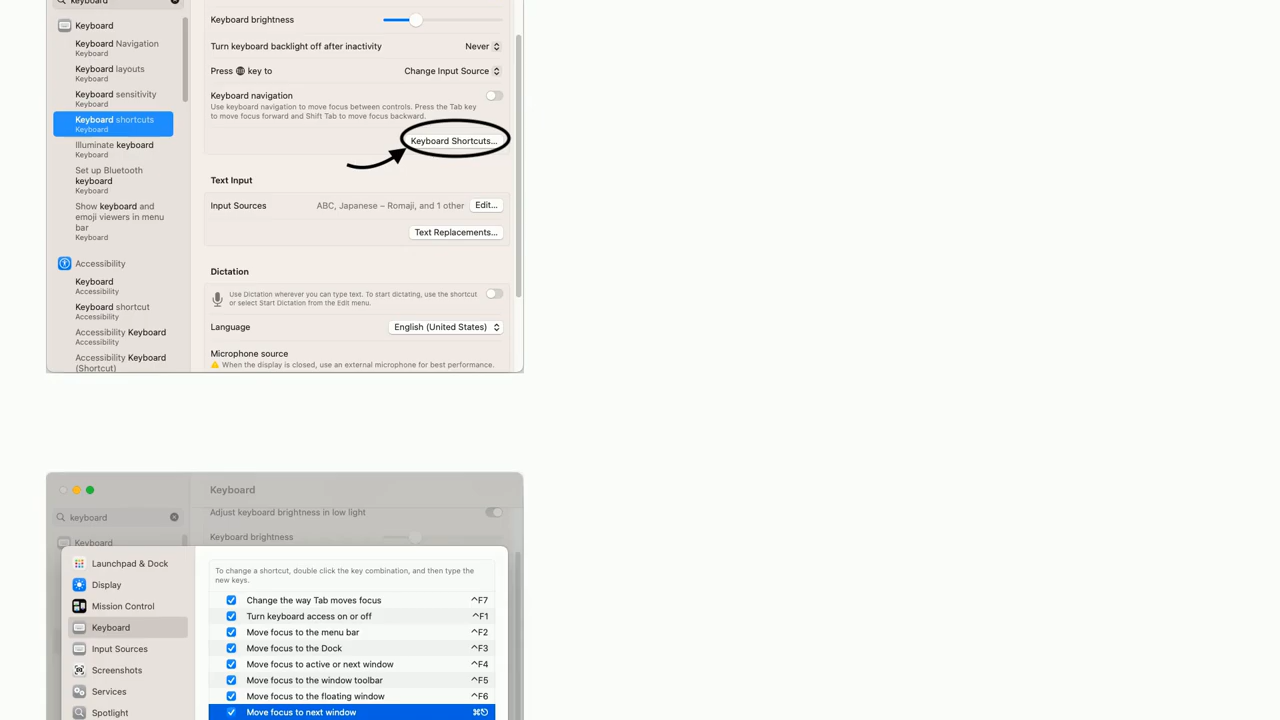 keyboard
Keyboard
Keyboard Navigation
Keyboard
Keyboard layouts
Keyboard
Keyboard sensitivity
Keyboard
Keyboard shortcuts
Keyboard
Illuminate keyboard
Keyboard
Set up Bluetooth
keyboard
Keyboard
Show keyboard and
emoji viewers in menu
bar
Keyboard
Accessibility
Keyboard
Accessibility
Keyboard shortcut
Accessibility
Accessibility Keyboard
Accessibility
Accessibility Keyboard
(Shortcut)
Keyboard brightness
Turn keyboard backlight off after inactivity Never
Press key to Change Input Source
Keyboard navigation
Use keyboard navigation to move focus between controls. Press the Tab key
to move focus forward and Shift Tab to move focus backward.
Keyboard Shortcuts...
Text Input
Input Sources ABC, Japanese – Romaji, and 1 other Edit...
Text Replacements...
Dictation
Use Dictation wherever you can type text. To start dictating, use the shortcut
or select Start Dictation from the Edit menu.
Language English (United States)
Microphone source
When the display is closed, use an external microphone for best performance.
Keyboard
keyboard
Adjust keyboard brightness in low light
Keyboard
Keyboard brightness
Launchpad & Dock
Display
Mission Control
Keyboard
Input Sources
Screenshots
Services
Spotlight
To change a shortcut, double click the key combination, and then type the
new keys.
Change the way Tab moves focus ^F7
Turn keyboard access on or off ^F1
Move focus to the menu bar ^F2
Move focus to the Dock ^F3
Move focus to active or next window ^F4
Move focus to the window toolbar ^F5
Move focus to the floating window ^F6
Move focus to next window ⌘⎋